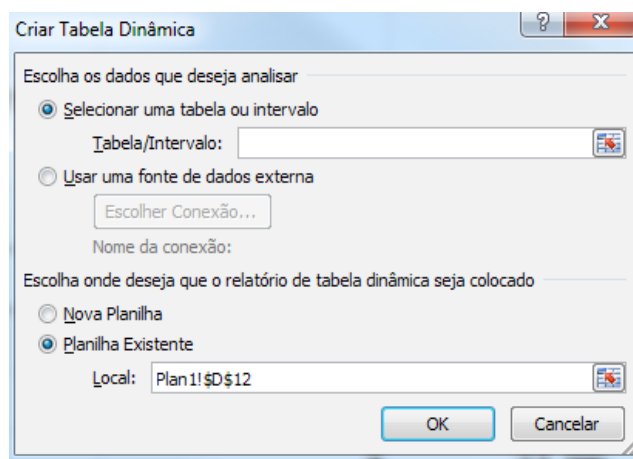 Criar Tabela Dinâmica
Escolha os dados que deseja analisar
Selecionar uma tabela ou intervalo
Tabela/Intervalo:
Usar uma fonte de dados externa
Escolher Conexão...
Nome da conexão:
Escolha onde deseja que o relatório de tabela dinâmica seja colocado
Nova Planilha
Planilha Existente
Local: Plan1!$D$12
OK Cancelar